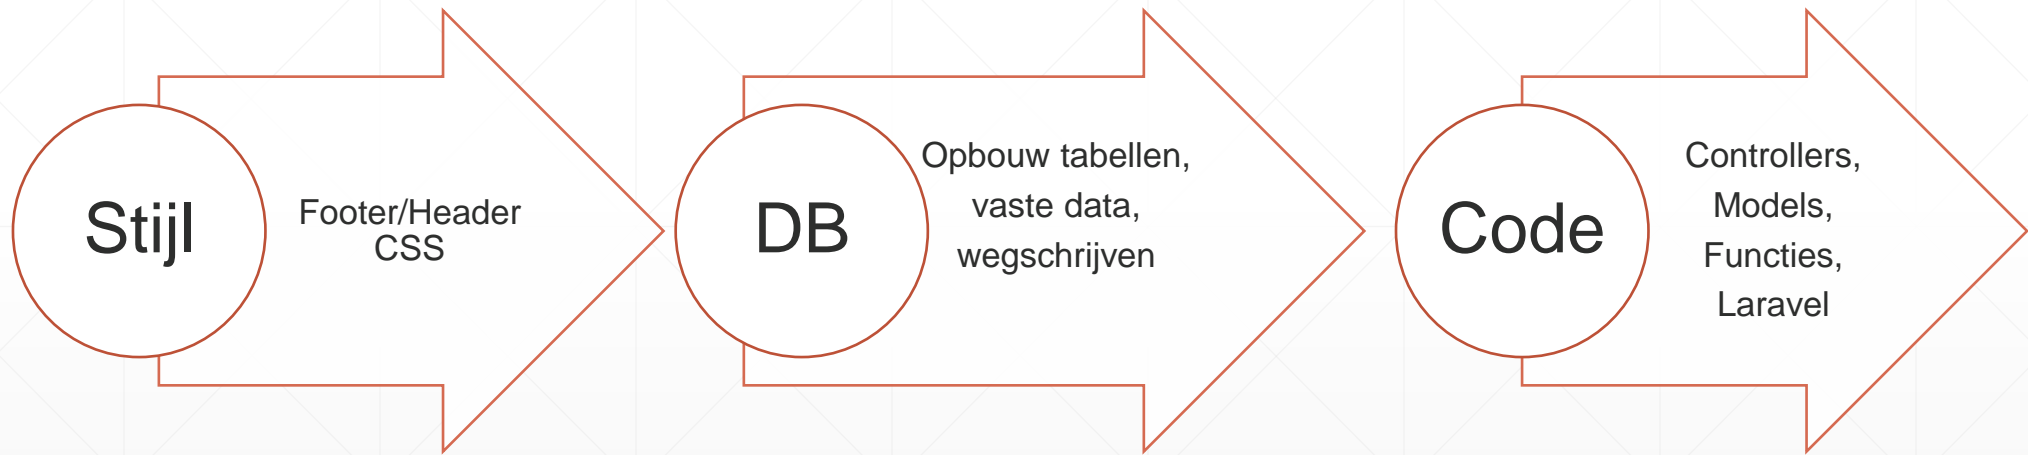 Stijl
Footer/Header
CSS
DB
Opbouw tabellen,
vaste data,
wegschrijven
Code
Controllers,
Models,
Functies,
Laravel